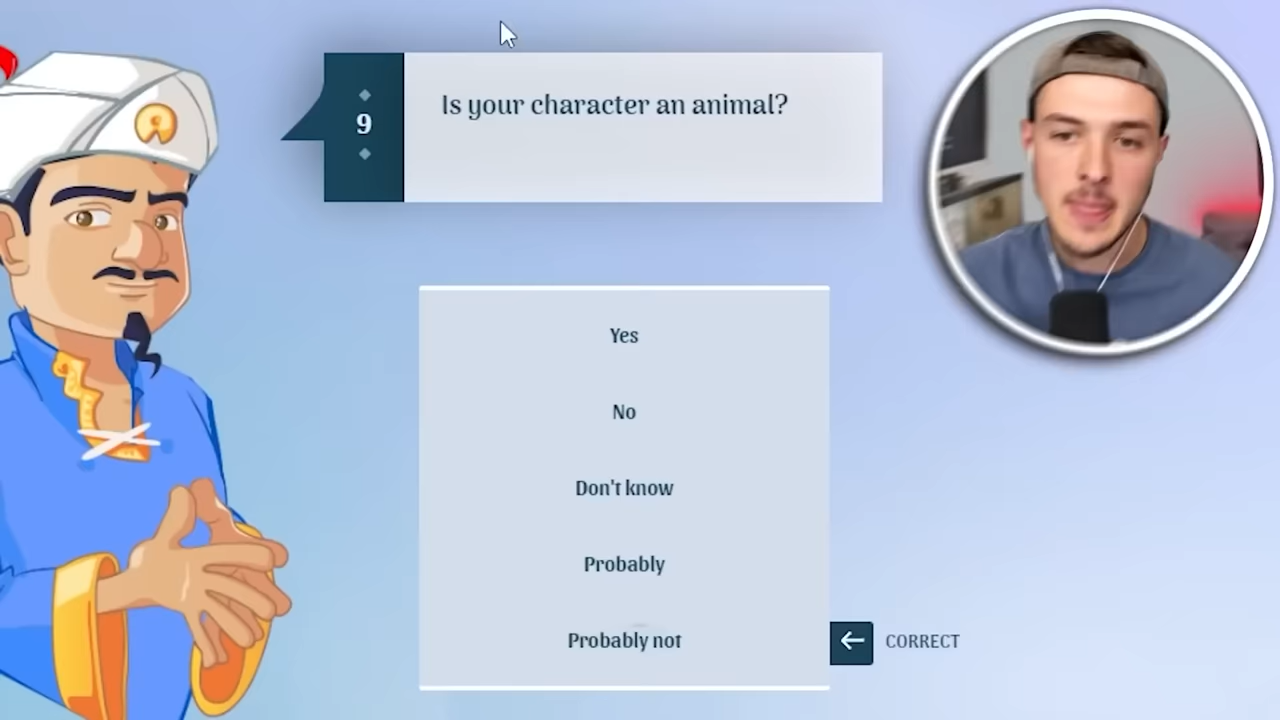 9
Is your character an animal?
Yes
No
Don't know
Probably
Probably not
CORRECT